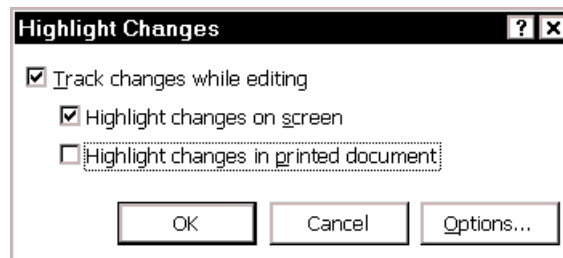 Highlight Changes
Track changes while editing
Highlight changes on screen
Highlight changes in printed document
OK Cancel Options...